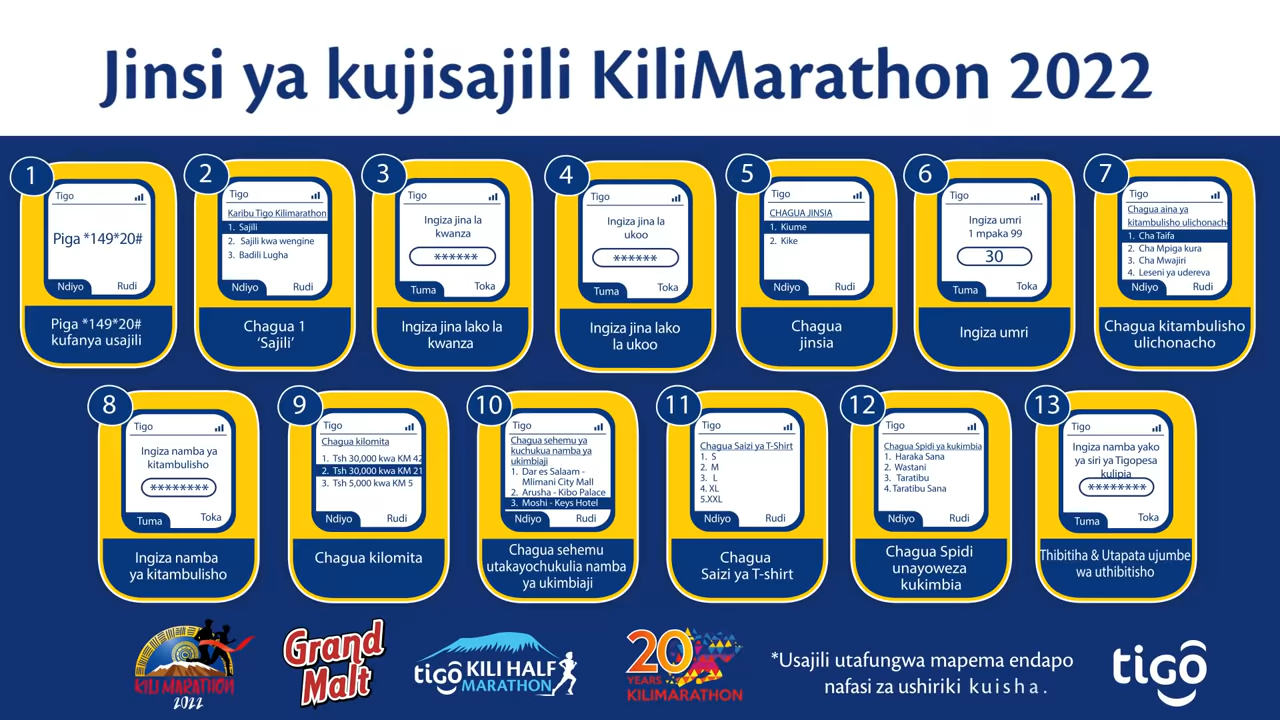 Jinsi ya kujisajili KiliMarathon 2022
1
Tigo
Piga *149*20#
Ndiyo Rudi
Piga *149*20#
kufanya usajili
2
Tigo
Karibu Tigo Kilimarathon
1. Sajili
2. Sajili kwa wengine
3. Badili Lugha
Ndiyo Rudi
Chagua 1
‘Sajili’
3
Tigo
Ingiza jina la
kwanza
******
Tuma Toka
Ingiza jina lako la
kwanza
4
Tigo
Ingiza jina la
ukoo
******
Tuma Toka
Ingiza jina lako
la ukoo
5
Tigo
CHAGUA JINSIA
1. Kiume
2. Kike
Ndiyo Rudi
Chagua
jinsia
6
Tigo
Ingiza umri
1 mpaka 99
30
Tuma Toka
Ingiza umri
7
Tigo
Chagua aina ya
kitambulisho ulichonacho
1. Cha Taifa
2. Cha Mpiga kura
3. Cha Mwajiri
4. Leseni ya udereva
Ndiyo Rudi
Chagua kitambulisho
ulichonacho
8
Tigo
Ingiza namba ya
kitambulisho
********
Tuma Toka
Ingiza namba
ya kitambulisho
9
Tigo
Chagua kilomita
1. Tsh 30,000 kwa KM 42
2. Tsh 30,000 kwa KM 21
3. Tsh 5,000 kwa KM 5
Ndiyo Rudi
Chagua kilomita
10
Tigo
Chagua sehemu ya
kuchukua namba ya
ukimbiaji
1. Dar es Salaam -
Mlimani City Mall
2. Arusha - Kibo Palace
3. Moshi - Keys Hotel
Ndiyo Rudi
Chagua sehemu
utakayochukulia namba
ya ukimbiaji
11
Tigo
Chagua Saizi ya T-Shirt
1. S
2. M
3. L
4. XL
5.XXL
Ndiyo Rudi
Chagua
Saizi ya T-shirt
12
Tigo
Chagua Spidi ya kukimbia
1. Haraka Sana
2. Wastani
3. Taratibu
4. Taratibu Sana
Ndiyo Rudi
Chagua Spidi
unayoweza
kukimbia
13
Tigo
Ingiza namba yako
ya siri ya Tigopesa
kulipia
********
Tuma Toka
Thibitiha & Utapata ujumbe
wa uthibitisho
KILI MARATHON
2022
Grand
Malt
tigo KILI HALF
MARATHON
20
YEARS
KILIMARATHON
*Usajili utafungwa mapema endapo
nafasi za ushiriki kuisha.
tigo